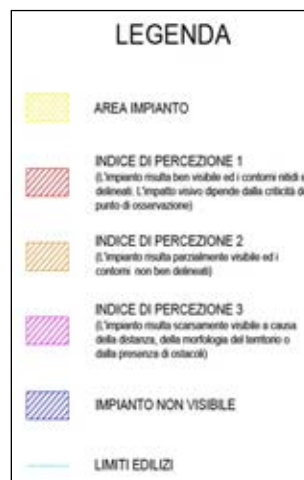 LEGENDA
AREA IMPIANTO
INDICE DI PERCEZIONE 1
(L'impianto risulta ben visibile ed i contorni nitidi e
delineati. L'impatto visivo dipende dalla criticità de
punto di osservazione)
INDICE DI PERCEZIONE 2
(L'impianto risulta parzialmente visibile ed i
contorni non ben delineati)
INDICE DI PERCEZIONE 3
(L'impianto risulta scarsamente visibile a causa
della distanza, della morfologia del territorio o
dalla presenza di ostacoli)
IMPIANTO NON VISIBILE
LIMITI EDILIZI